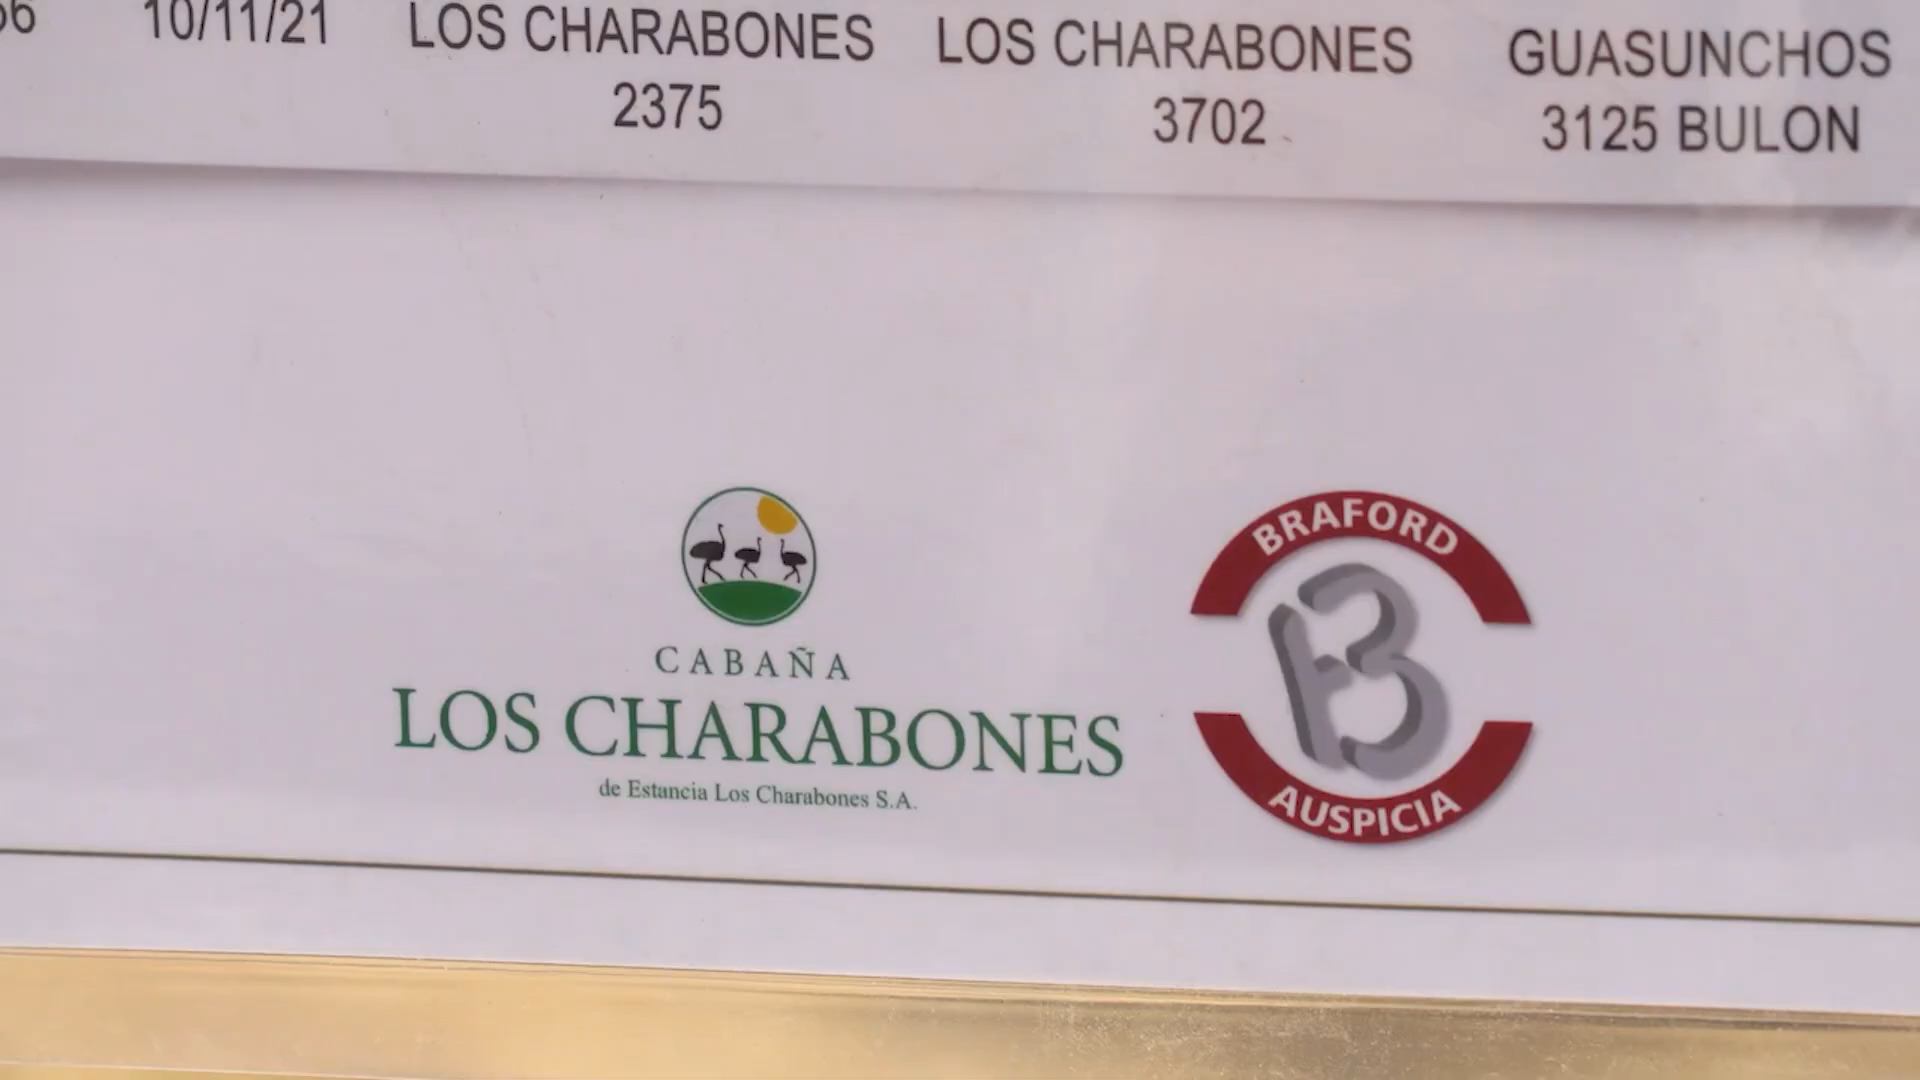 10/11/21 LOS CHARABONES LOS CHARABONES GUASUNCHOS
2375 3702 3125 BULON
CABAÑA
LOS CHARABONES
de Estancia Los Charabones S.A.
BRAFORD
B
AUSPICIA